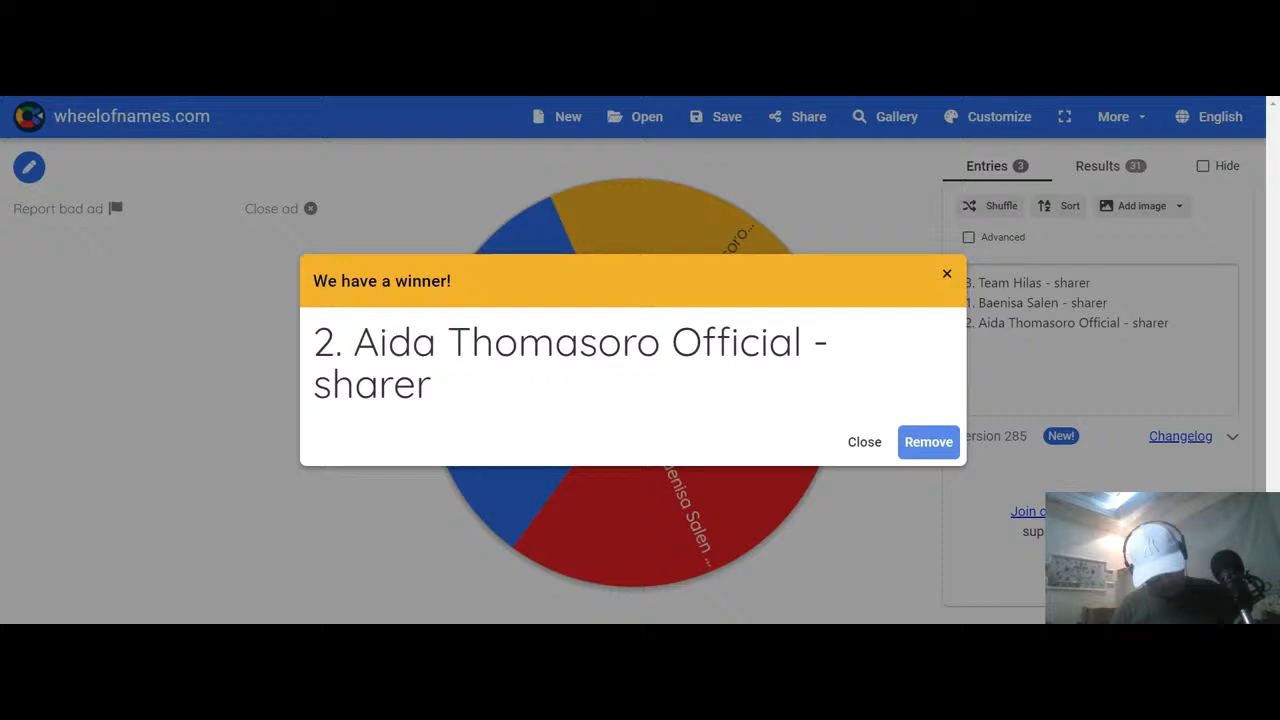 wheelofnames.com
New
Open
Save
Share
Gallery
Customize
More
English
Report bad ad
Close ad
Entries 3
Results 31
Hide
Shuffle
Sort
Add image
Advanced
3. Team Hilas - sharer
1. Baenisa Salen - sharer
2. Aida Thomasoro Official - sharer
We have a winner!
2. Aida Thomasoro Official -
sharer
Close
Remove
285
New!
Changelog
Join
Salen ...